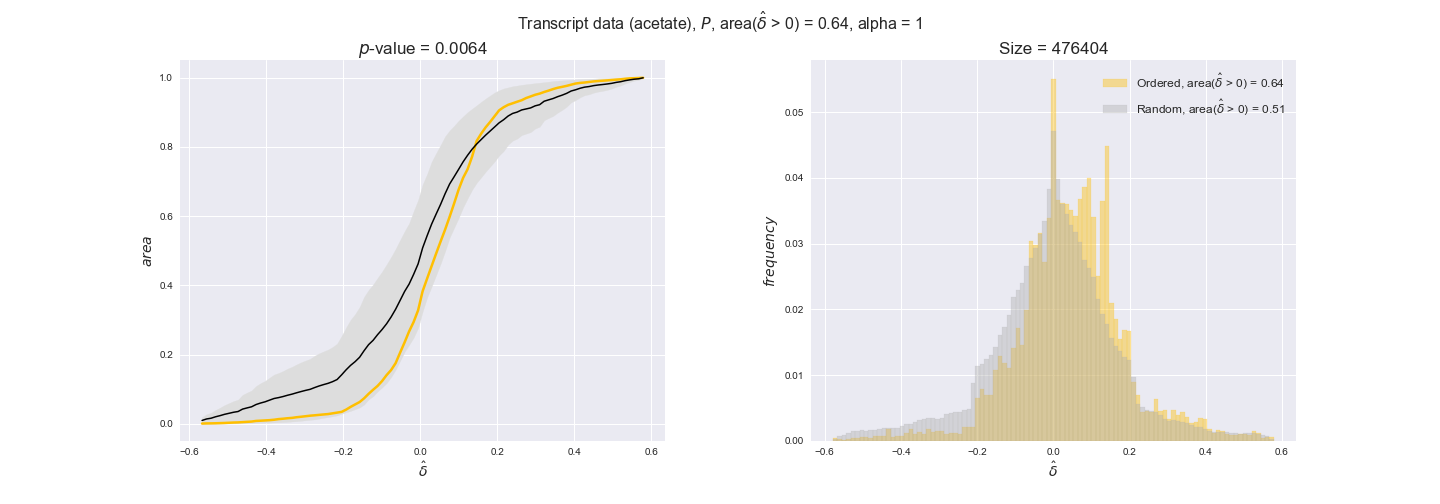 Transcript data (acetate), P, area(δ̂ > 0) = 0.64, alpha = 1
p-value = 0.0064
1.0
0.8
0.6
0.4
0.2
0.0
area
−0.6 −0.4 −0.2 0.0 0.2 0.4 0.6
δ̂
Size = 476404
Ordered, area(δ̂ > 0) = 0.64
Random, area(δ̂ > 0) = 0.51
0.05
0.04
0.03
0.02
0.01
0.00
frequency
−0.6 −0.4 −0.2 0.0 0.2 0.4 0.6
δ̂